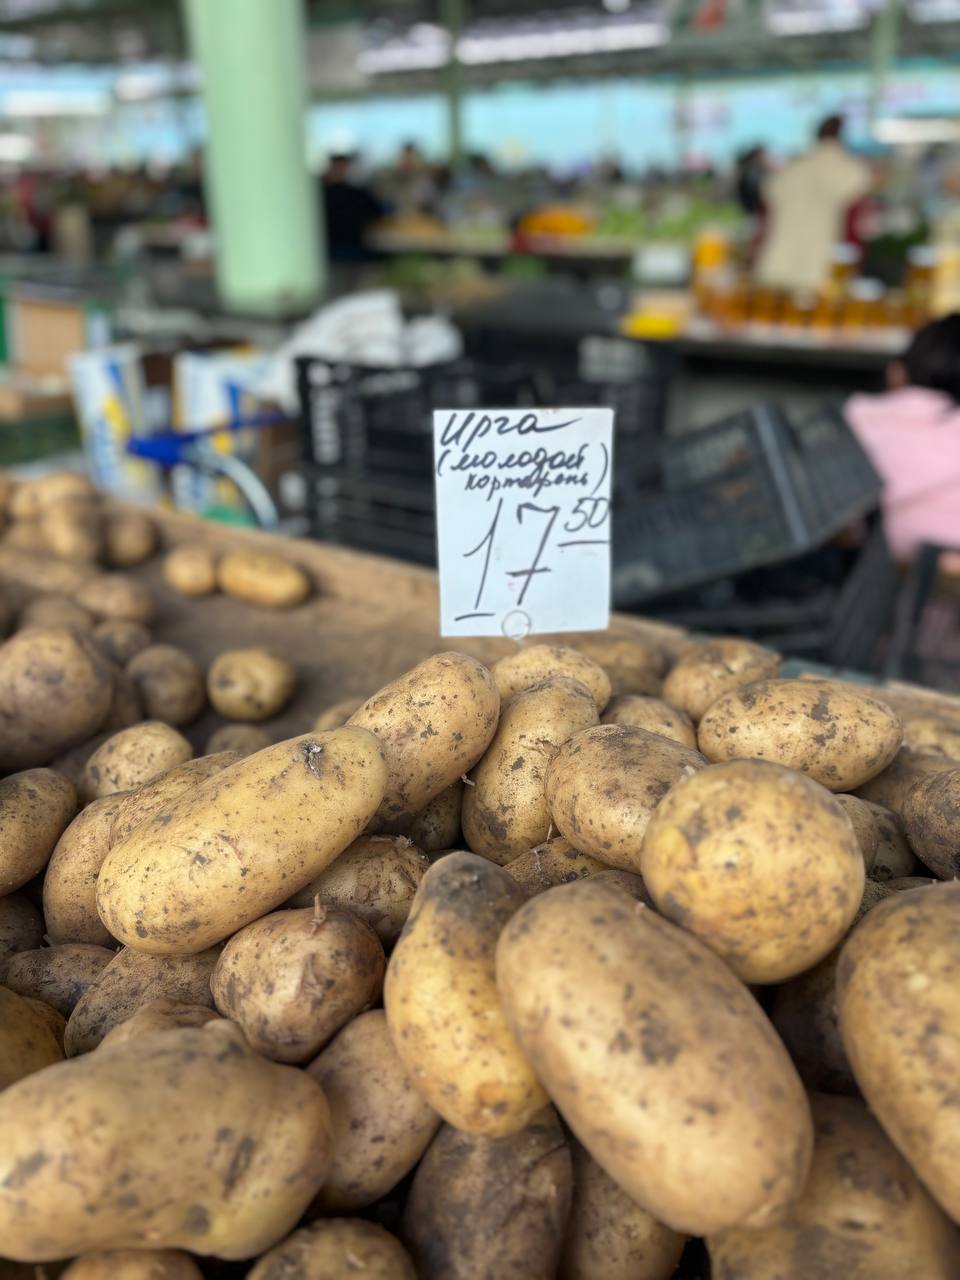 Ирга
(молодой
картофель)
17 50